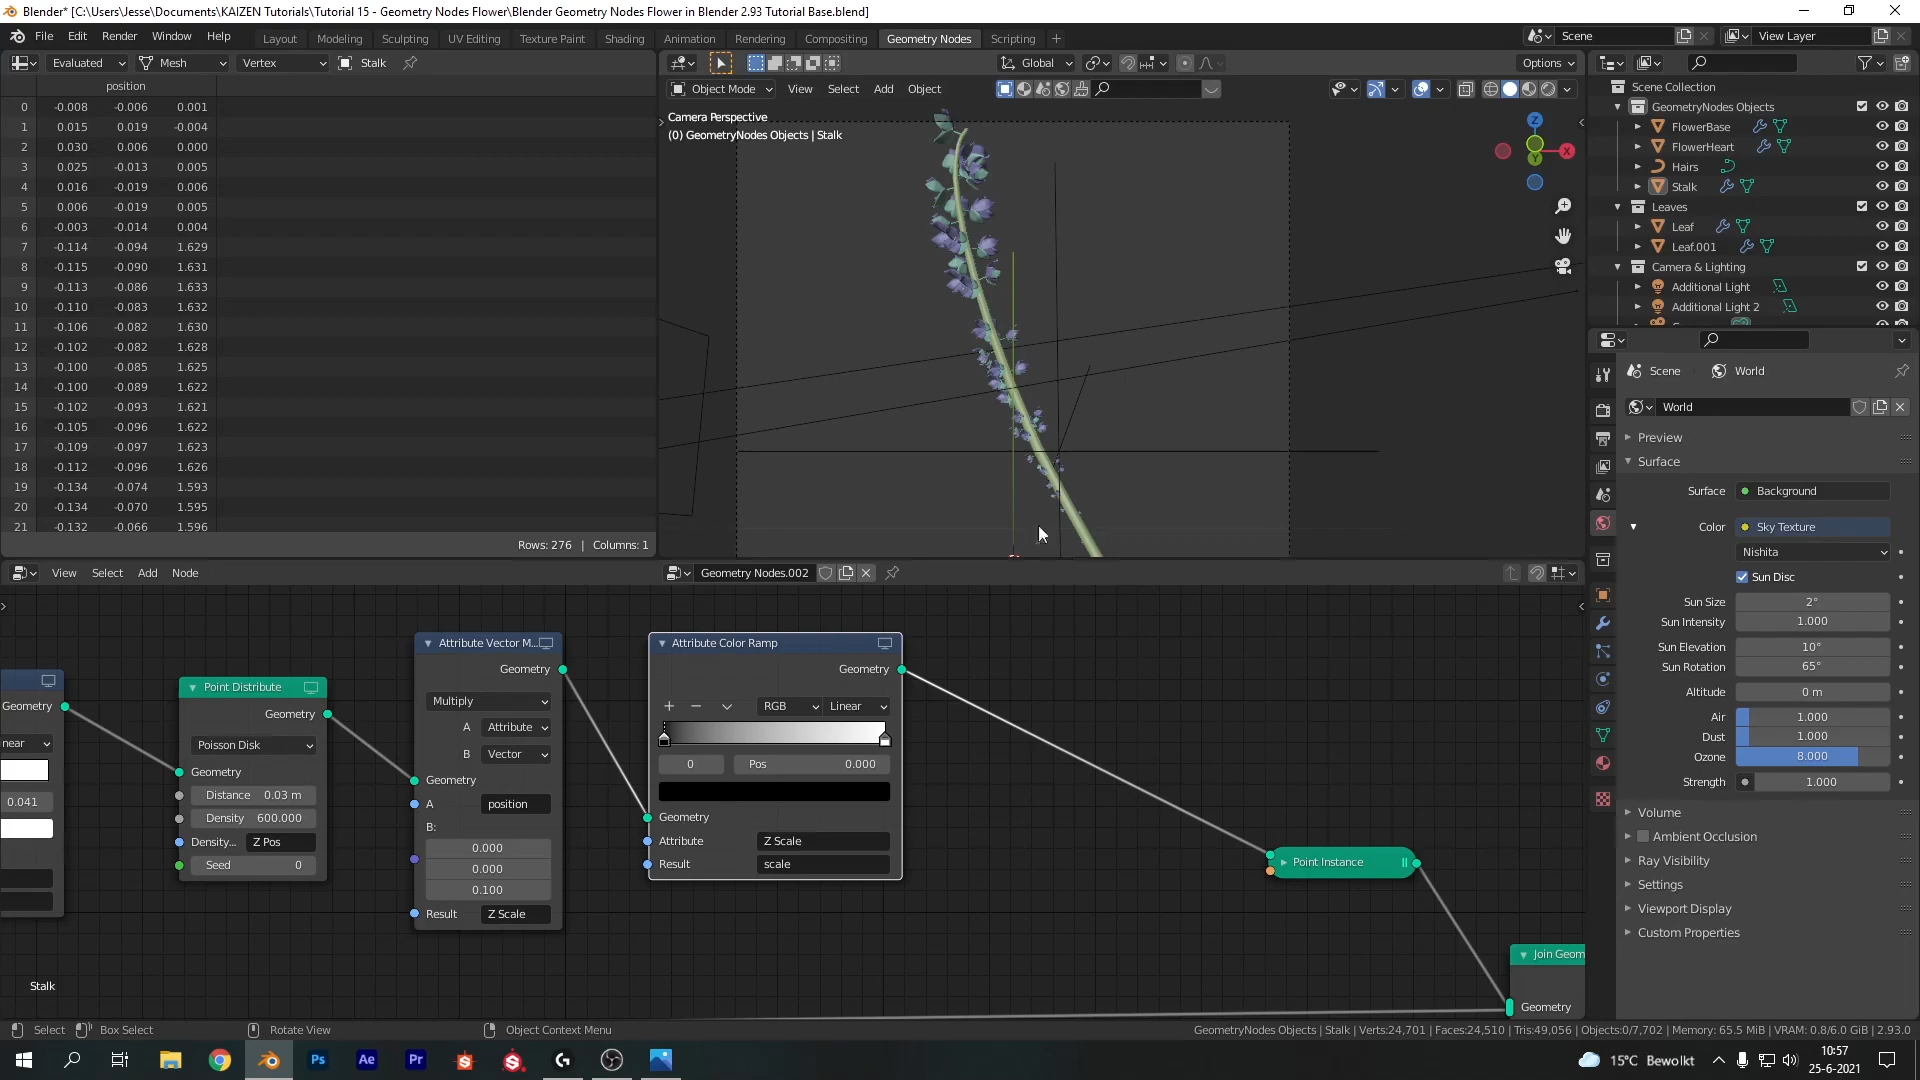 Blender* [C:\Users\Jesse\Documents\KAIZEN Tutorials\Tutorial 15 - Geometry Nodes Flower\Blender Geometry Nodes Flower in Blender 2.93 Tutorial Base.blend]
File Edit Render Window Help Layout Modeling Sculpting UV Editing Texture Paint Shading Animation Rendering Compositing Geometry Nodes Scripting + Scene View Layer
Evaluated Mesh Vertex Stalk Global Options
position
0 -0.008 -0.006 0.001
1 0.015 0.019 -0.004
2 0.030 0.006 0.000
3 0.025 -0.013 0.005
4 0.016 -0.019 0.006
5 0.006 -0.019 0.005
6 -0.003 -0.014 0.004
7 -0.114 -0.094 1.629
8 -0.115 -0.090 1.631
9 -0.113 -0.086 1.633
10 -0.110 -0.083 1.632
11 -0.106 -0.082 1.630
12 -0.102 -0.082 1.628
13 -0.100 -0.085 1.625
14 -0.100 -0.089 1.622
15 -0.102 -0.093 1.621
16 -0.105 -0.096 1.622
17 -0.109 -0.097 1.623
18 -0.112 -0.096 1.626
19 -0.134 -0.074 1.593
20 -0.134 -0.070 1.595
21 -0.132 -0.066 1.596
Rows: 276 | Columns: 1
Object Mode View Select Add Object
Camera Perspective
(0) GeometryNodes Objects | Stalk
Z
X
Y
Scene Collection
GeometryNodes Objects
FlowerBase
FlowerHeart
Hairs
Stalk
Leaves
Leaf
Leaf.001
Camera & Lighting
Additional Light
Additional Light 2
Scene World
World
Preview
Surface
Surface Background
Color Sky Texture
Nishita
Sun Disc
Sun Size 2°
Sun Intensity 1.000
Sun Elevation 10°
Sun Rotation 65°
Altitude 0 m
Air 1.000
Dust 1.000
Ozone 8.000
Strength 1.000
Volume
Ambient Occlusion
Ray Visibility
Settings
Viewport Display
Custom Properties
View Select Add Node Geometry Nodes.002
Geometry
near
0.041
Point Distribute
Geometry
Poisson Disk
Geometry
Distance 0.03 m
Density 600.000
Density... Z Pos
Seed 0
Attribute Vector M...
Geometry
Multiply
A Attribute
B Vector
Geometry
A position
B:
0.000
0.000
0.100
Result Z Scale
Attribute Color Ramp
Geometry
+ − RGB Linear
0 Pos 0.000
Geometry
Attribute Z Scale
Result scale
Point Instance
Join Geom
Geometry
Stalk
Select Box Select Rotate View Object Context Menu GeometryNodes Objects | Stalk | Verts:24,701 | Faces:24,510 | Tris:49,056 | Objects:0/7,702 | Memory: 65.5 MiB | VRAM: 0.8/6.0 GiB | 2.93.0
Ps Ae Pr 15°C Bewolkt
10:57
25-6-2021